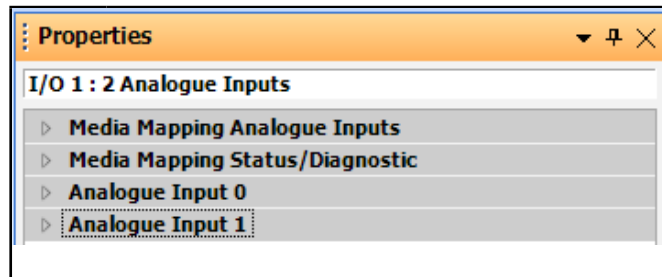 Properties
I/O 1 : 2 Analogue Inputs
Media Mapping Analogue Inputs
Media Mapping Status/Diagnostic
Analogue Input 0
Analogue Input 1